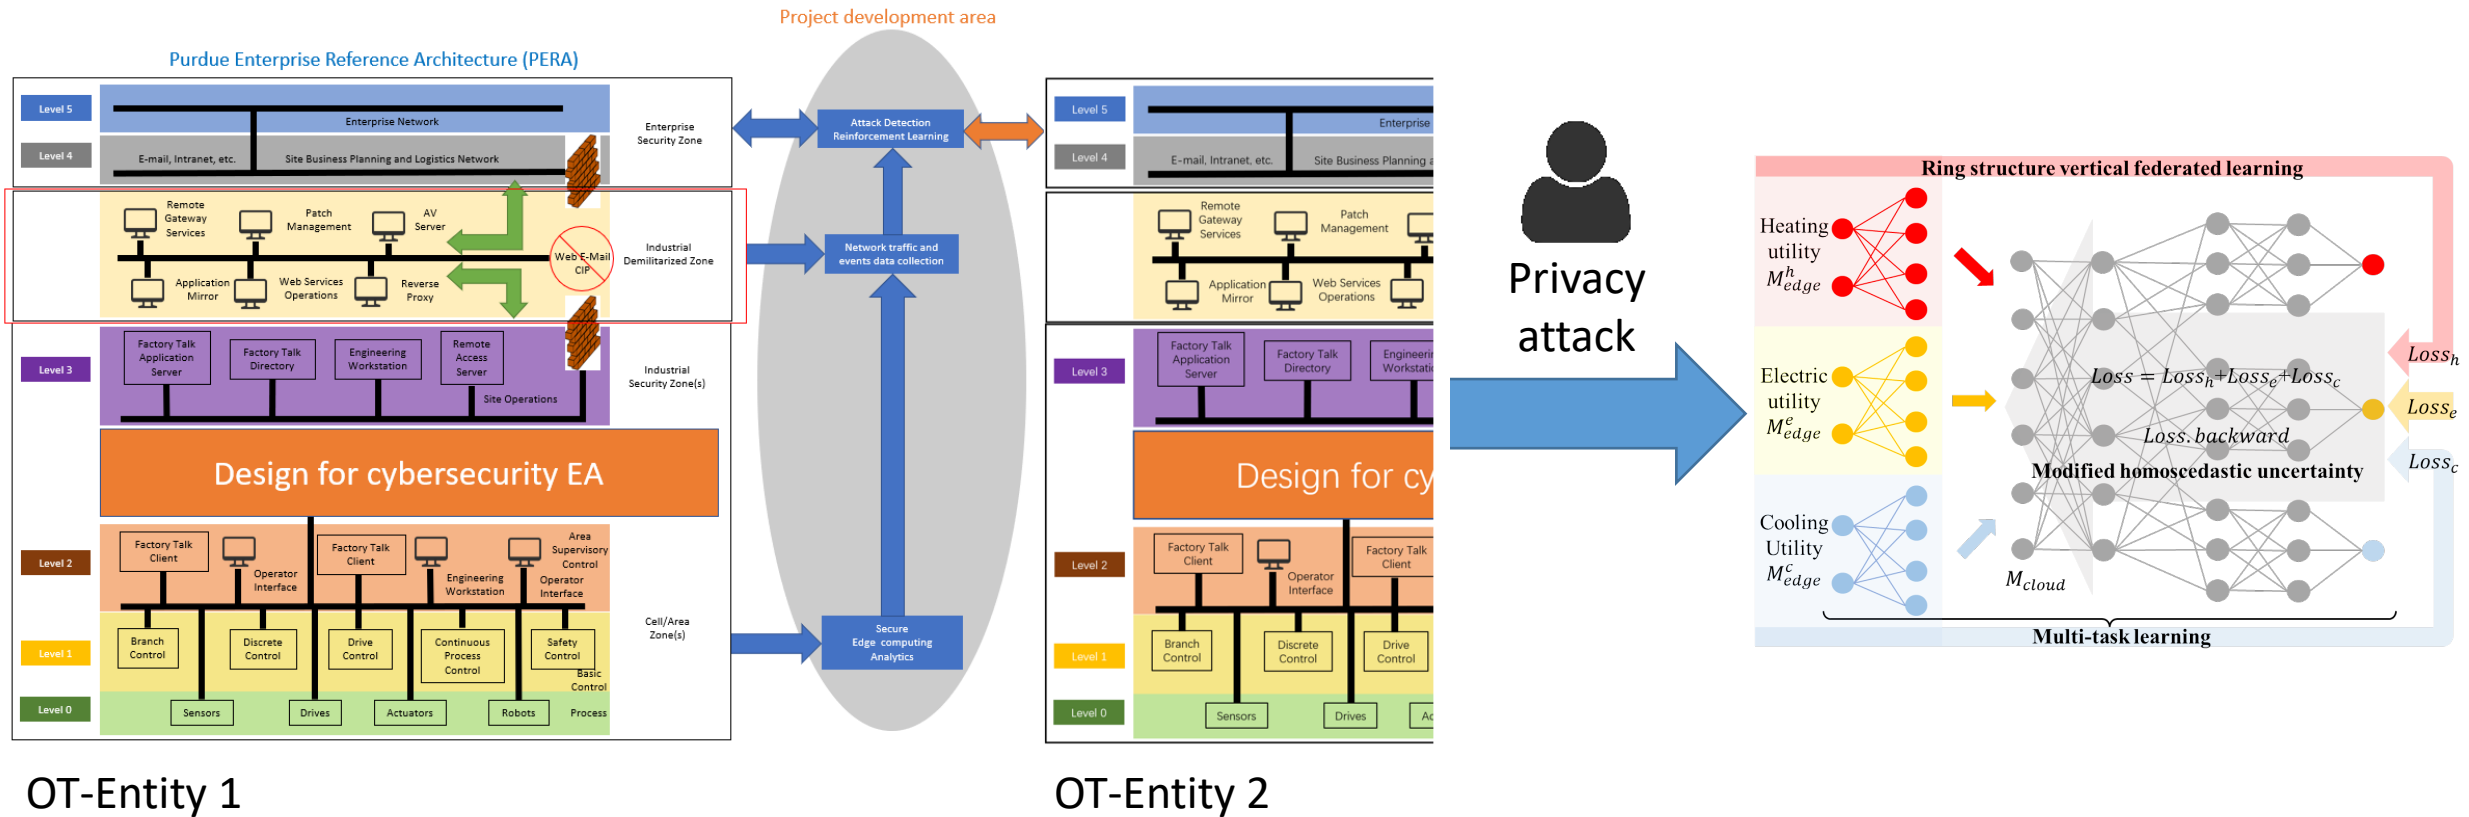 Project development area
Purdue Enterprise Reference Architecture (PERA)
Level 5
Enterprise Network
Level 4
E-mail, Intranet, etc.
Site Business Planning and Logistics Network
Enterprise
Security Zone
Remote
Gateway
Services
Patch
Management
AV
Server
Web E-Mail
CIP
Application
Mirror
Web Services
Operations
Reverse
Proxy
Industrial
Demilitarized Zone
Level 3
Factory Talk
Application
Server
Factory Talk
Directory
Engineering
Workstation
Remote
Access
Server
Site Operations
Industrial
Security Zone(s)
Design for cybersecurity EA
Level 2
Factory Talk
Client
Operator
Interface
Factory Talk
Client
Engineering
Workstation
Area
Supervisory
Control
Operator
Interface
Level 1
Branch
Control
Discrete
Control
Drive
Control
Continuous
Process
Control
Safety
Control
Basic
Control
Cell/Area
Zone(s)
Level 0
Sensors
Drives
Actuators
Robots
Process
OT-Entity 1
Attack Detection
Reinforcement Learning
Network traffic and
events data collection
Secure
Edge computing
Analytics
Level 5
Enterprise
Level 4
E-mail, Intranet, etc.
Site Business Planning a
Remote
Gateway
Services
Patch
Management
Application
Mirror
Web Services
Operations
Level 3
Factory Talk
Application
Server
Factory Talk
Directory
Engineerin
Workstatio
Design for cy
Level 2
Factory Talk
Client
Operator
Interface
Factory Talk
Client
Level 1
Branch
Control
Discrete
Control
Drive
Control
Level 0
Sensors
Drives
Ac
OT-Entity 2
Privacy
attack
Ring structure vertical federated learning
Heating
utility
M^h_edge
Electric
utility
M^e_edge
Cooling
Utility
M^c_edge
M_cloud
Loss = Loss_h+Loss_e+Loss_c
Loss.backward
Modified homoscedastic uncertainty
Loss_h
Loss_e
Loss_c
Multi-task learning